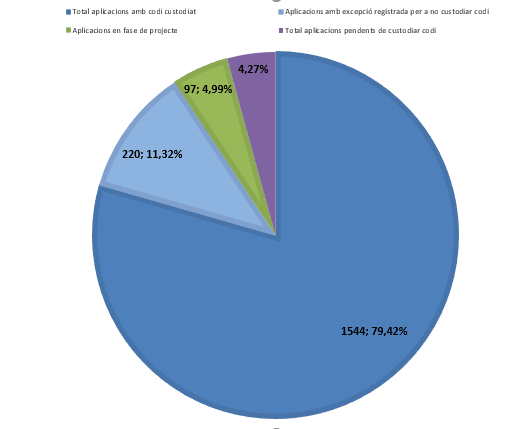 Total aplicacions amb codi custodiat
Aplicacions amb excepció registrada per a no custodiar codi
Aplicacions en fase de projecte
Total aplicacions pendents de custodiar codi
4,27%
97; 4,99%
220; 11,32%
1544; 79,42%